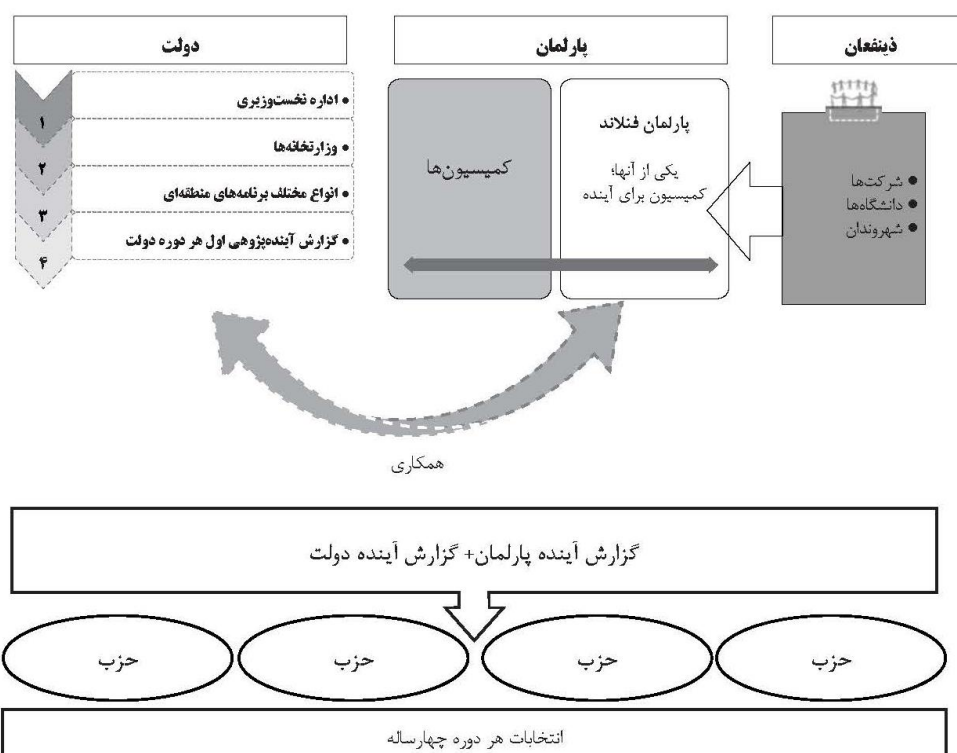 ذینفعان
پارلمان
دولت
● شرکت‌ها
● دانشگاه‌ها
● شهروندان
پارلمان فنلاند
یکی از آنها؛
کمیسیون برای آینده
کمیسیون‌ها
• اداره نخست‌وزیری
• وزارتخانه‌ها
• انواع مختلف برنامه‌های منطقه‌ای
• گزارش آینده‌پژوهی اول هر دوره دولت
۱
۲
۳
۴
همکاری
گزارش آینده پارلمان+ گزارش آینده دولت
حزب
حزب
حزب
حزب
انتخابات هر دوره چهارساله